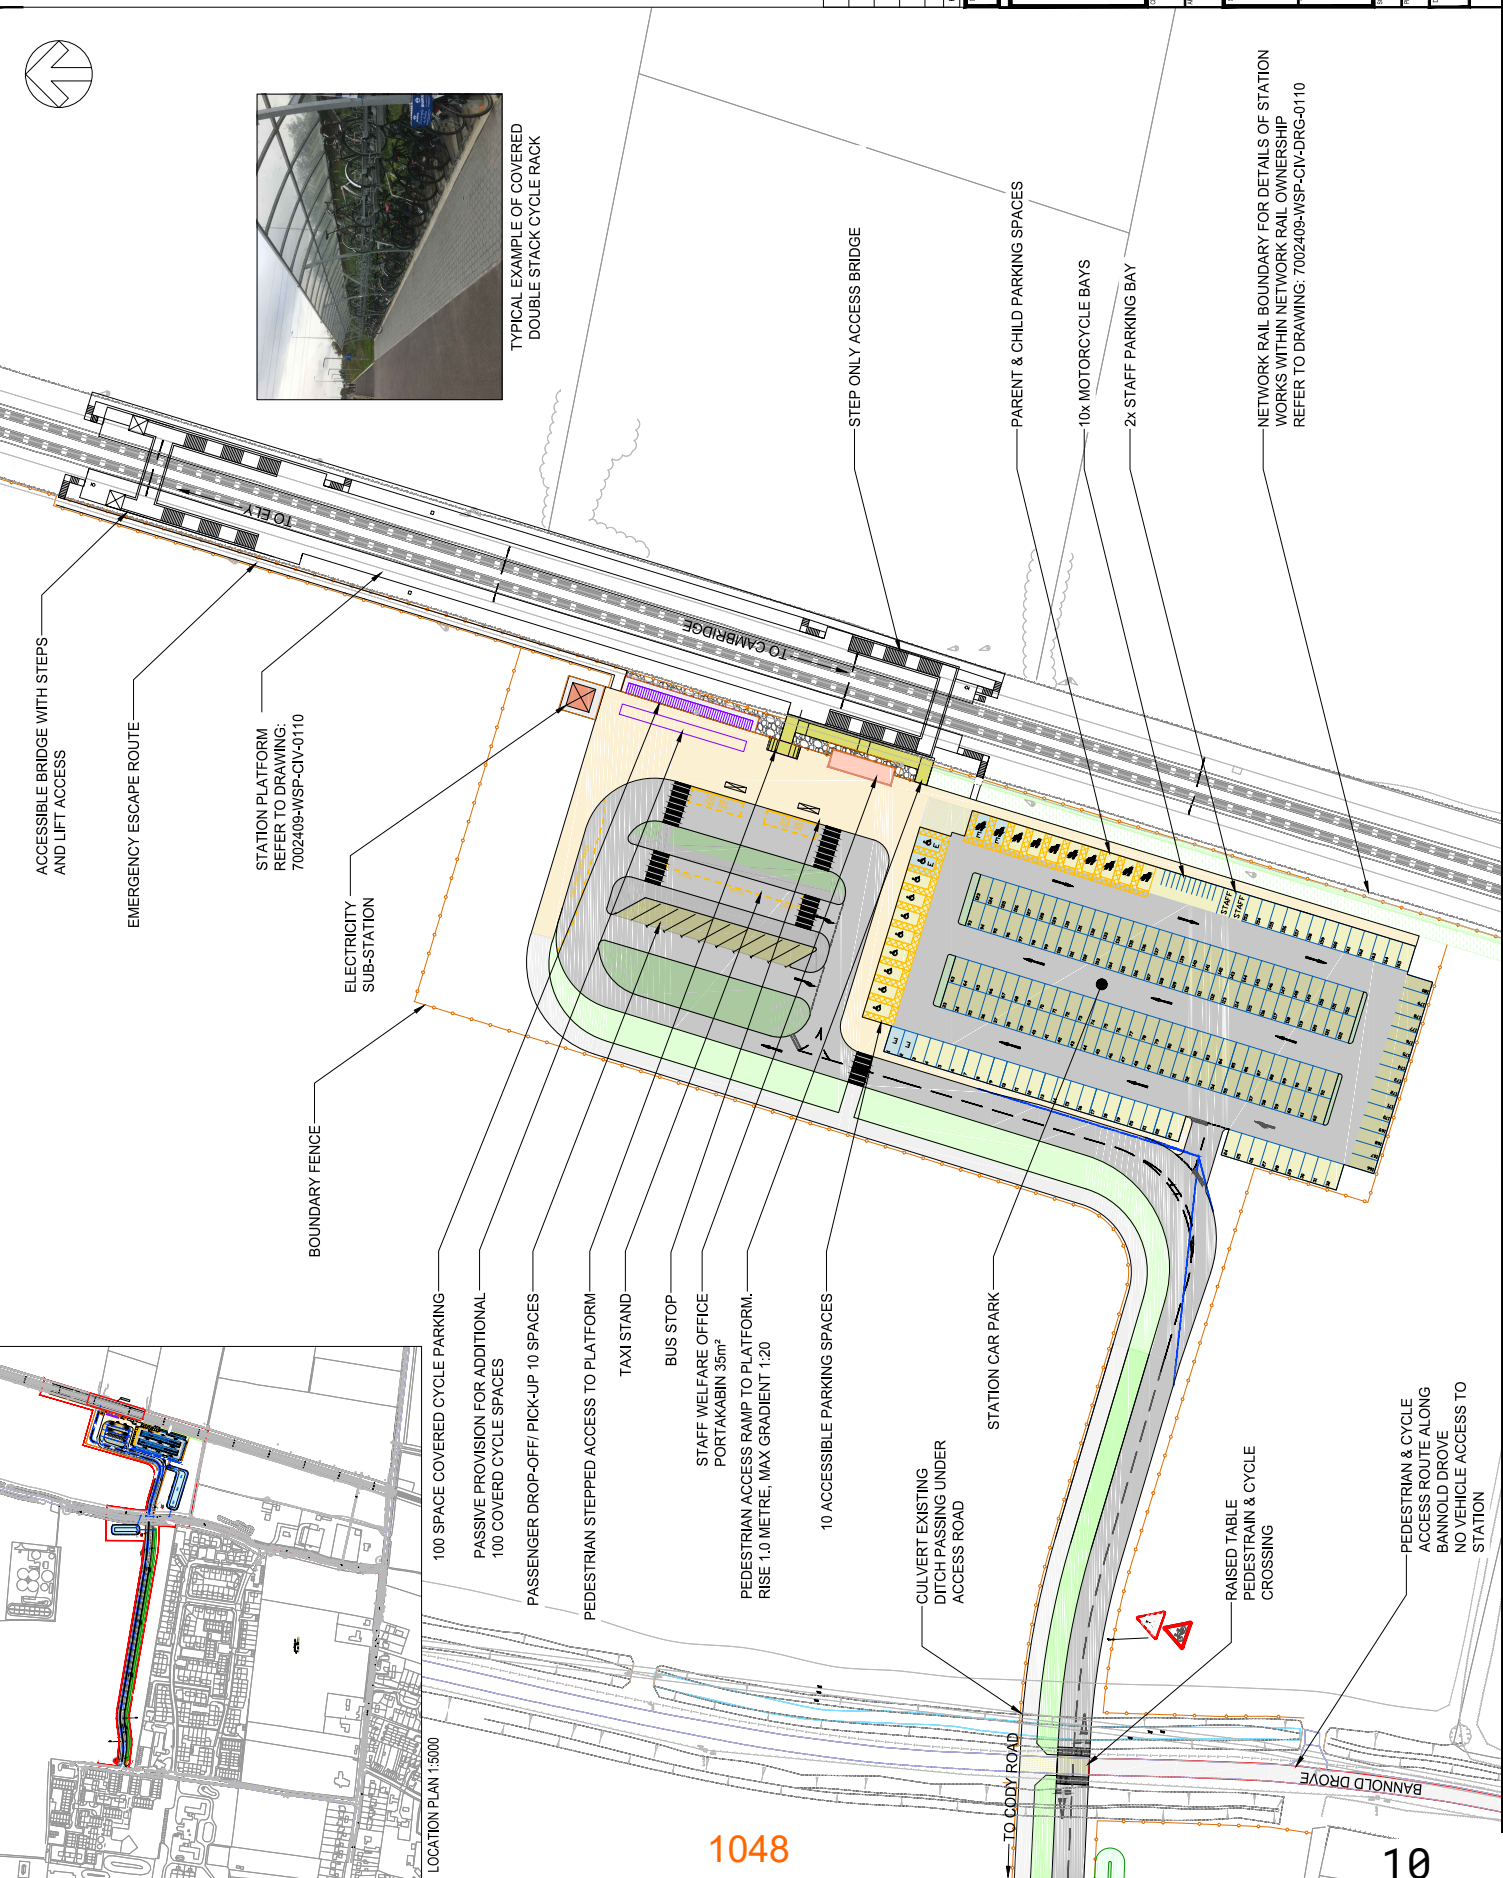 TYPICAL EXAMPLE OF COVERED
DOUBLE STACK CYCLE RACK
ACCESSIBLE BRIDGE WITH STEPS
AND LIFT ACCESS
EMERGENCY ESCAPE ROUTE
STATION PLATFORM
REFER TO DRAWING:
7002409-WSP-CIV-0110
ELECTRICITY
SUB-STATION
BOUNDARY FENCE
TO ELY
TO CAMBRIDGE
STEP ONLY ACCESS BRIDGE
PARENT & CHILD PARKING SPACES
10x MOTORCYCLE BAYS
2x STAFF PARKING BAY
NETWORK RAIL BOUNDARY FOR DETAILS OF STATION
WORKS WITHIN NETWORK RAIL OWNERSHIP
REFER TO DRAWING: 7002409-WSP-CIV-DRG-0110
STAFF
STAFF
100 SPACE COVERED CYCLE PARKING
PASSIVE PROVISION FOR ADDITIONAL
100 COVERD CYCLE SPACES
PASSENGER DROP-OFF/ PICK-UP 10 SPACES
PEDESTRIAN STEPPED ACCESS TO PLATFORM
TAXI STAND
BUS STOP
STAFF WELFARE OFFICE
PORTAKABIN 35m²
PEDESTRIAN ACCESS RAMP TO PLATFORM.
RISE 1.0 METRE, MAX GRADIENT 1:20
10 ACCESSIBLE PARKING SPACES
STATION CAR PARK
CULVERT EXISTING
DITCH PASSING UNDER
ACCESS ROAD
RAISED TABLE
PEDESTRAIN & CYCLE
CROSSING
PEDESTRIAN & CYCLE
ACCESS ROUTE ALONG
BANNOLD DROVE
NO VEHICLE ACCESS TO
STATION
TO CODY ROAD
BANNOLD DROVE
LOCATION PLAN 1:5000
1048
10